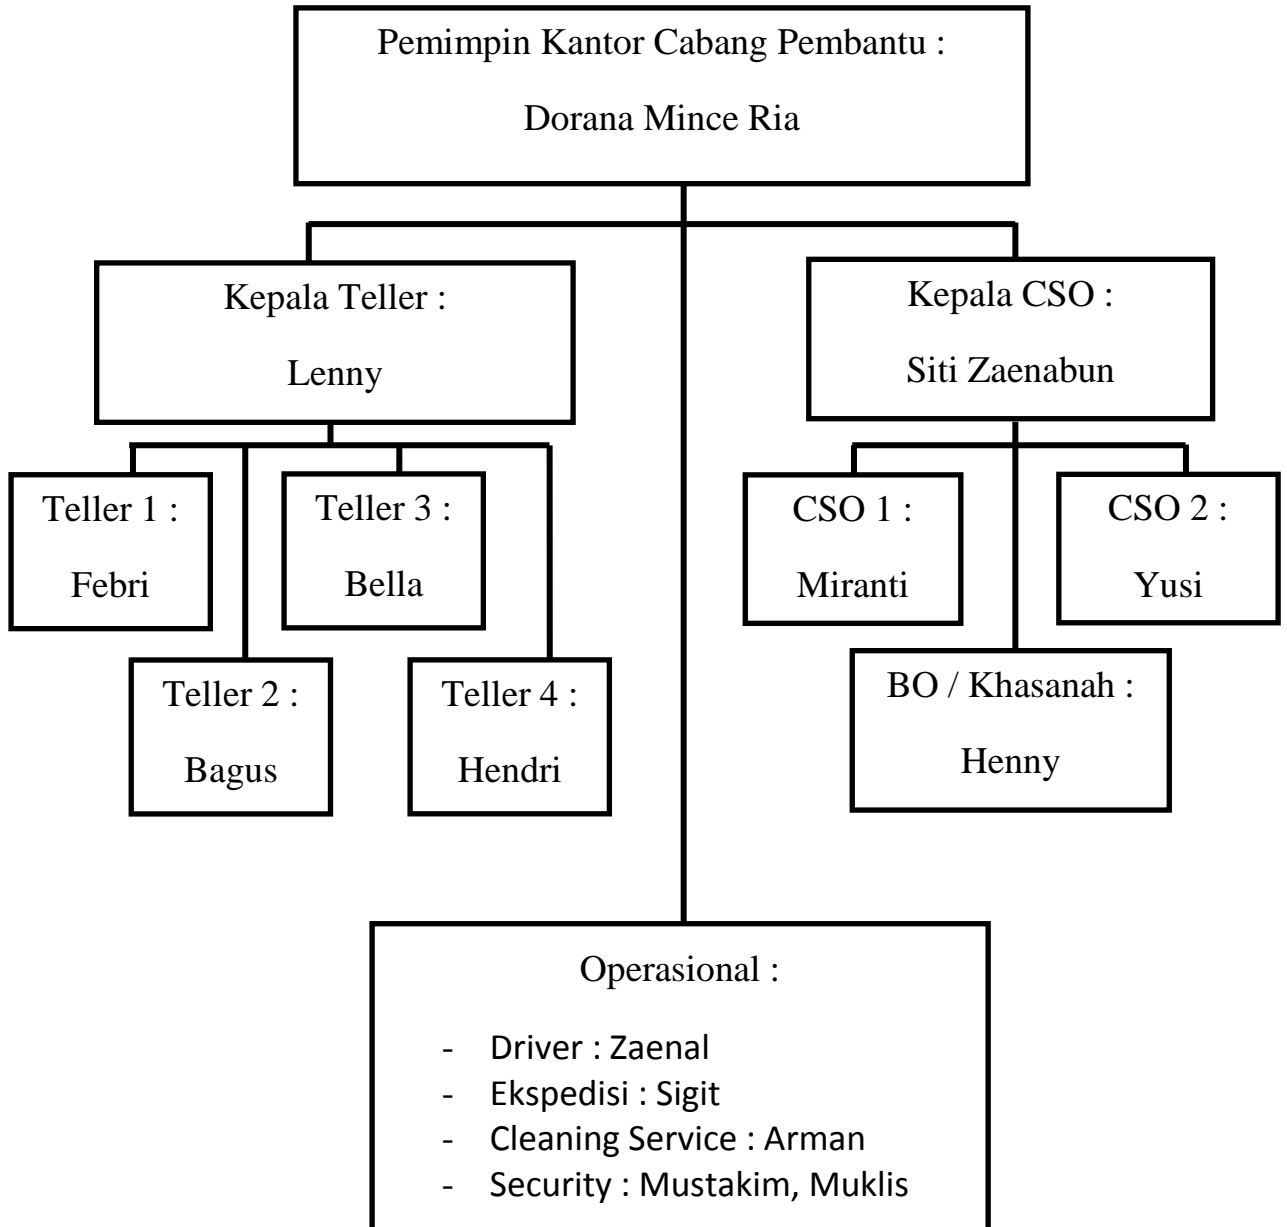 Pemimpin Kantor Cabang Pembantu :
Dorana Mince Ria
Kepala Teller :
Lenny
Kepala CSO :
Siti Zaenabun
Teller 1 :
Febri
Teller 3 :
Bella
CSO 1 :
Miranti
CSO 2 :
Yusi
Teller 2 :
Bagus
Teller 4 :
Hendri
BO / Khasanah :
Henny
Operasional :
- Driver : Zaenal
- Ekspedisi : Sigit
- Cleaning Service : Arman
- Security : Mustakim, Muklis